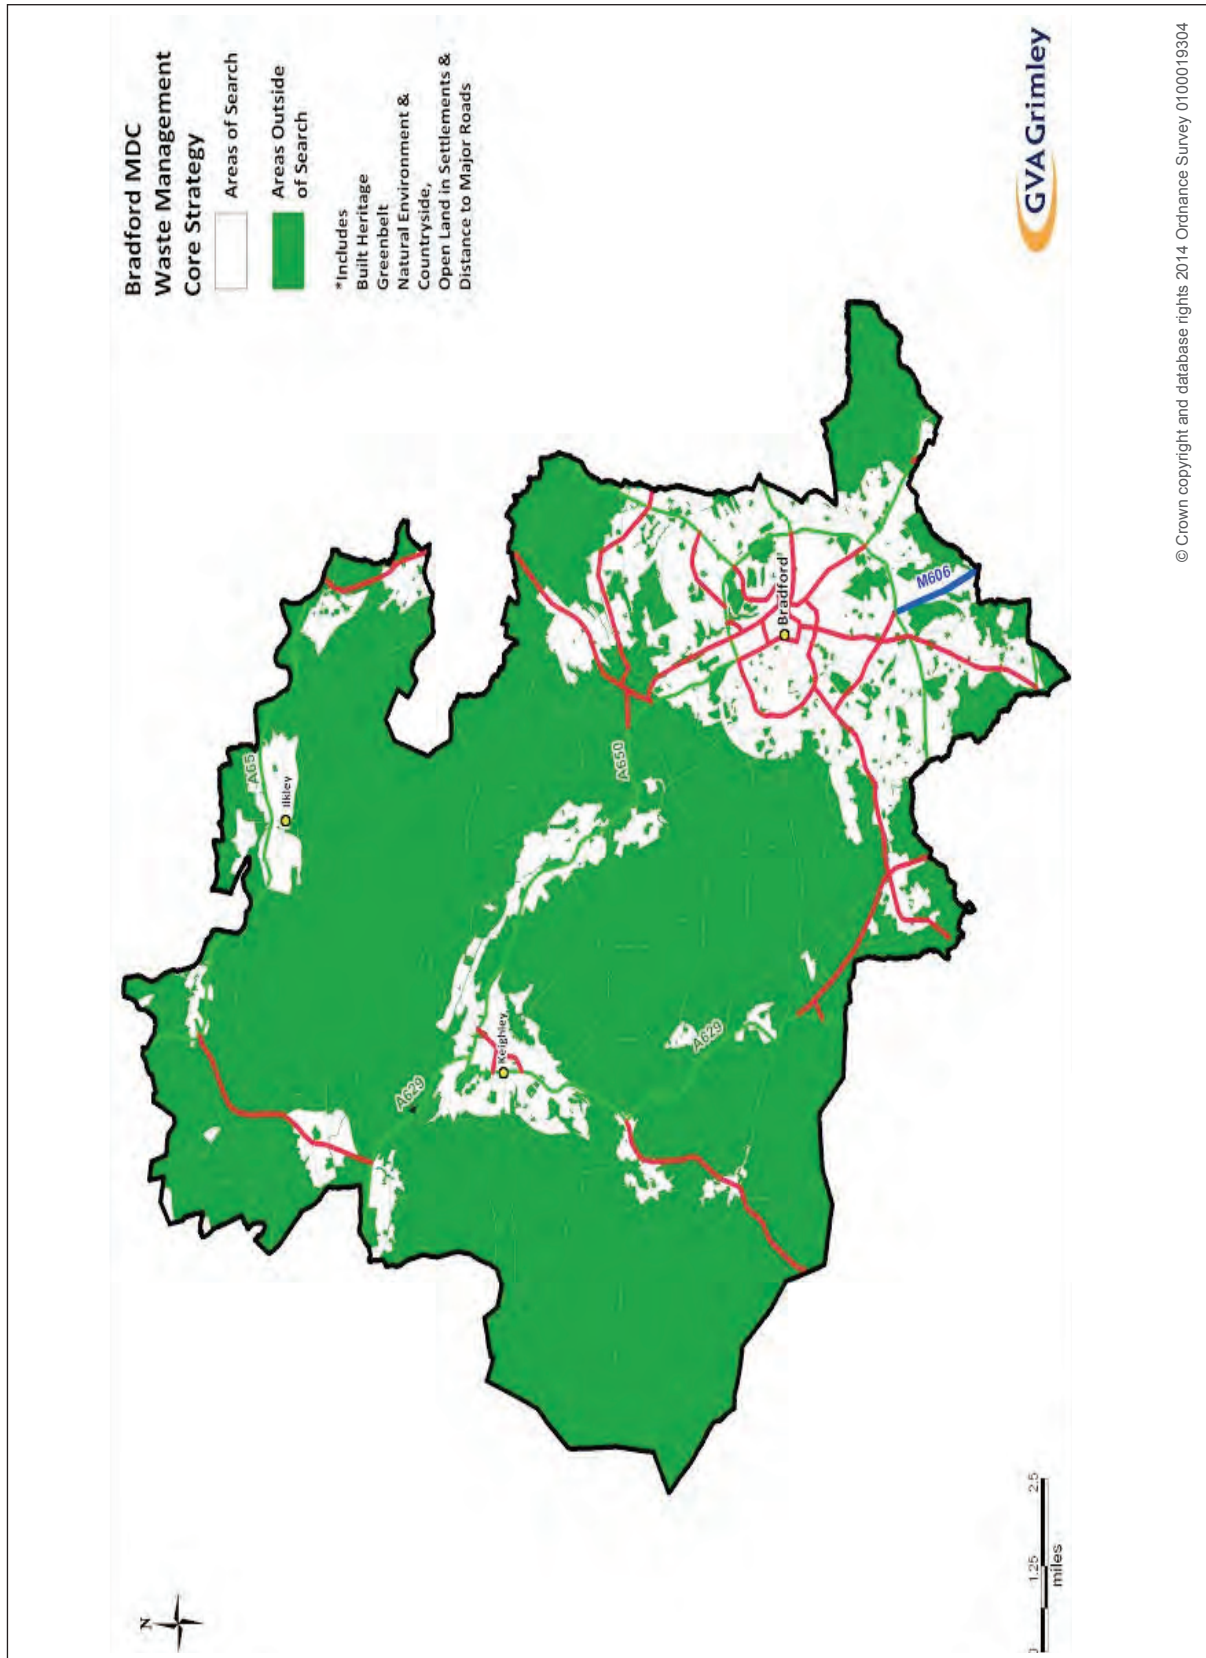 Bradford MDC
Waste Management
Core Strategy
Areas of Search
Areas Outside
of Search
*Includes
Built Heritage
Greenbelt
Natural Environment &
Countryside,
Open Land in Settlements &
Distance to Major Roads
A65
Ilkley
A650
A629
Keighley
A629
Bradford
M606
N
0 1.25 2.5
miles
GVA Grimley
© Crown copyright and database rights 2014 Ordnance Survey 0100019304